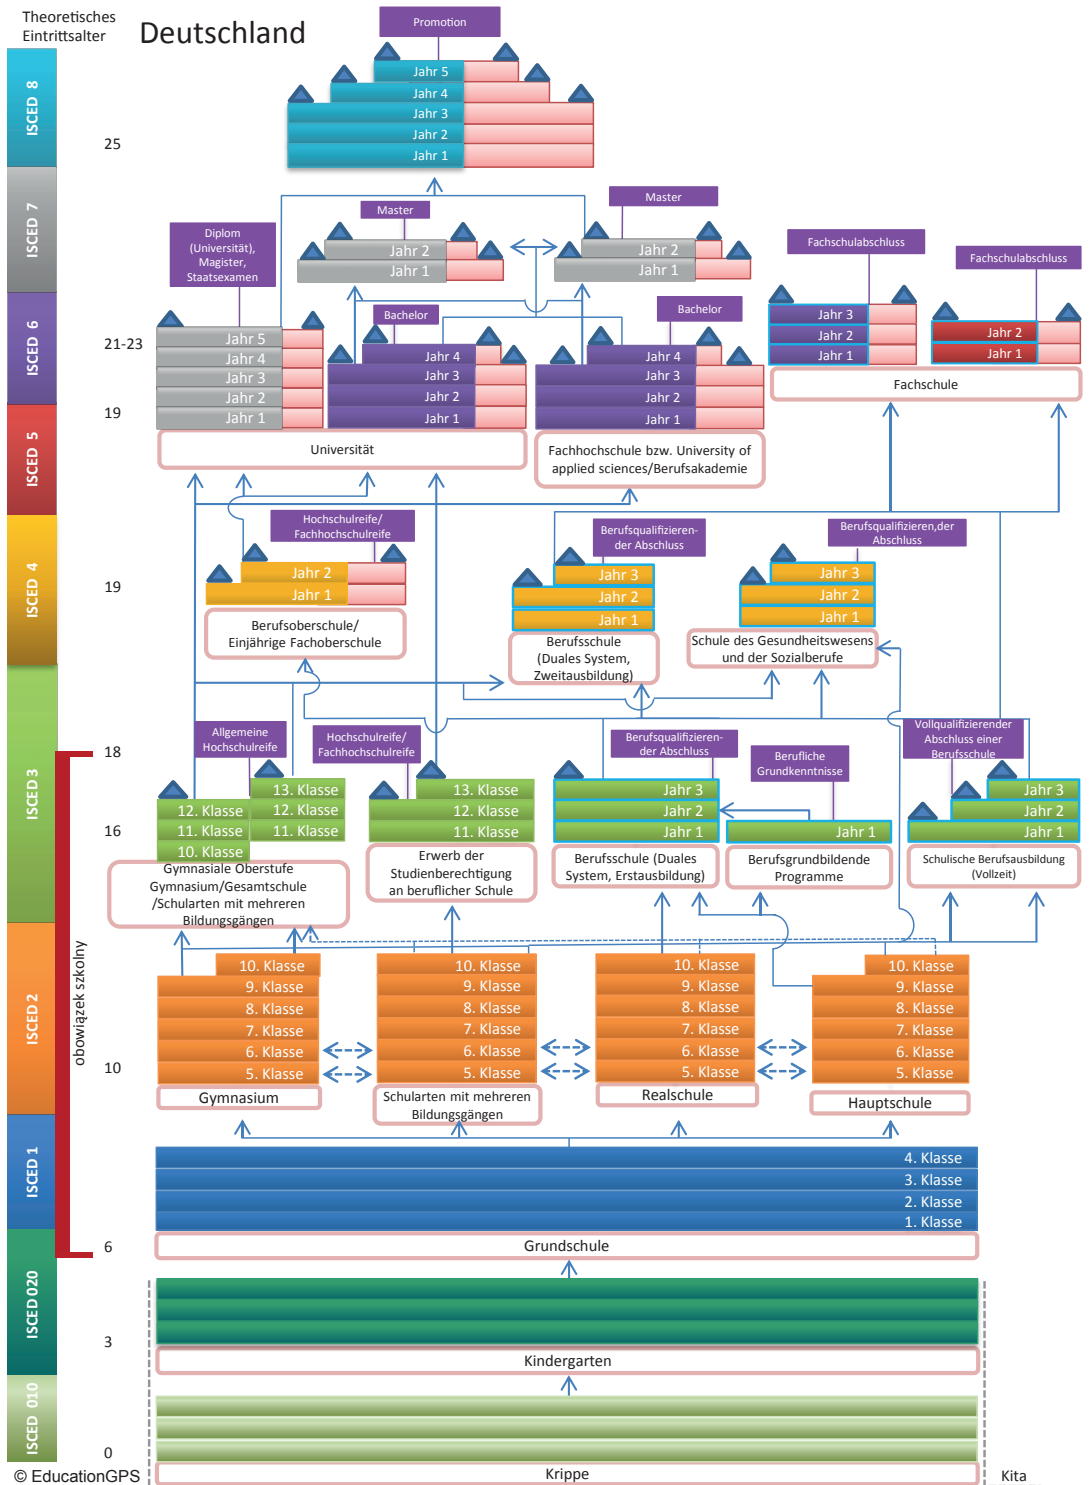 Theoretisches
Eintrittsalter
Deutschland
Promotion
ISCED 8
25
Jahr 5
Jahr 4
Jahr 3
Jahr 2
Jahr 1
ISCED 7
Diplom
(Universität),
Magister,
Staatsexamen
Master
Jahr 2
Jahr 1
Master
Jahr 2
Jahr 1
Fachschulabschluss
Fachschulabschluss
ISCED 6
21-23
19
Jahr 5
Jahr 4
Jahr 3
Jahr 2
Jahr 1
Bachelor
Jahr 4
Jahr 3
Jahr 2
Jahr 1
Bachelor
Jahr 4
Jahr 3
Jahr 2
Jahr 1
Jahr 3
Jahr 2
Jahr 1
Jahr 2
Jahr 1
Fachschule
ISCED 5
Universität
Fachhochschule bzw. University of
applied sciences/Berufsakademie
ISCED 4
19
Hochschulreife/
Fachhochschulreife
Jahr 2
Jahr 1
Berufsoberschule/
Einjährige Fachoberschule
Berufsqualifizieren-
der Abschluss
Jahr 3
Jahr 2
Jahr 1
Berufsschule
(Duales System,
Zweitausbildung)
Berufsqualifizieren,der
Abschluss
Jahr 3
Jahr 2
Jahr 1
Schule des Gesundheitswesens
und der Sozialberufe
ISCED 3
18
16
Allgemeine
Hochschulreife
13. Klasse
12. Klasse
11. Klasse
12. Klasse
11. Klasse
10. Klasse
Gymnasiale Oberstufe
Gymnasium/Gesamtschule
/Schularten mit mehreren
Bildungsgängen
Hochschulreife/
Fachhochschulreife
13. Klasse
12. Klasse
11. Klasse
Erwerb der
Studienberechtigung
an beruflicher Schule
Berufsqualifizieren-
der Abschluss
Jahr 3
Jahr 2
Jahr 1
Berufsschule (Duales
System, Erstausbildung)
Berufliche
Grundkenntnisse
Jahr 1
Berufsgrundbildende
Programme
Vollqualifizierender
Abschluss einer
Berufsschule
Jahr 3
Jahr 2
Jahr 1
Schulische Berufsausbildung
(Vollzeit)
obowiązek szkolny
ISCED 2
10
10. Klasse
9. Klasse
8. Klasse
7. Klasse
6. Klasse
5. Klasse
Gymnasium
10. Klasse
9. Klasse
8. Klasse
7. Klasse
6. Klasse
5. Klasse
Schularten mit mehreren
Bildungsgängen
10. Klasse
9. Klasse
8. Klasse
7. Klasse
6. Klasse
5. Klasse
Realschule
10. Klasse
9. Klasse
8. Klasse
7. Klasse
6. Klasse
5. Klasse
Hauptschule
ISCED 1
4. Klasse
3. Klasse
2. Klasse
1. Klasse
6
Grundschule
ISCED 020
3
Kindergarten
ISCED 010
0
© EducationGPS
Krippe
Kita